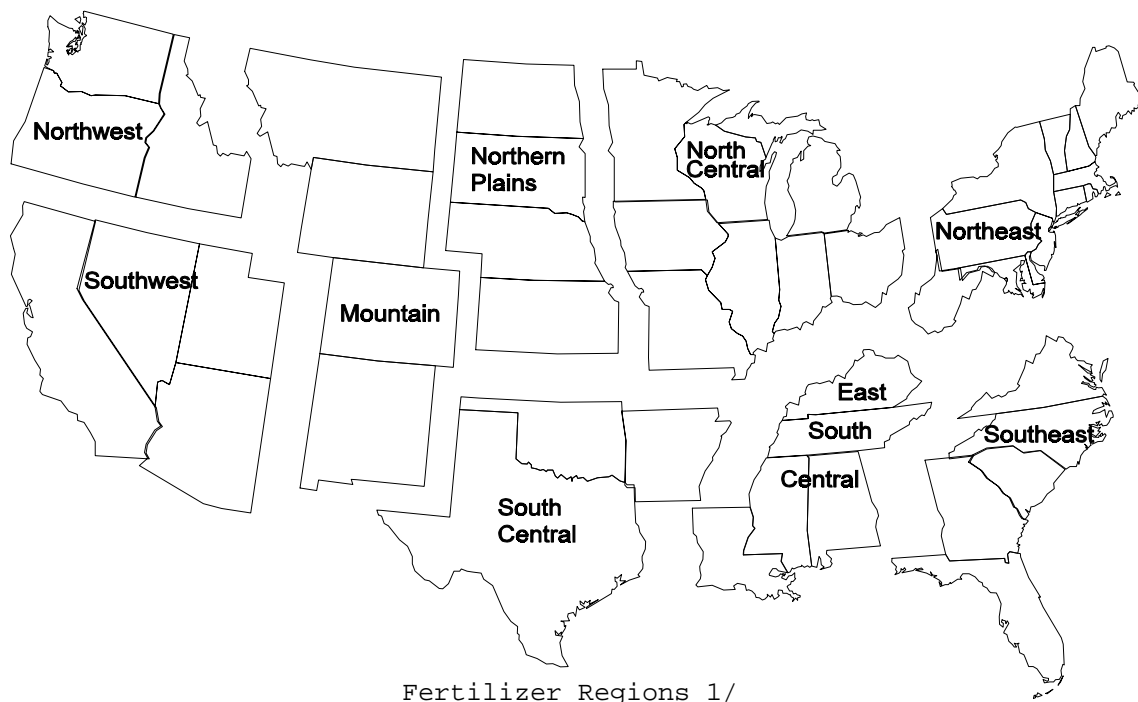 Northwest
Northern
Plains
North
Central
Northeast
Southwest
Mountain
East
South
Central
Southeast
South
Central
Fertilizer Regions 1/